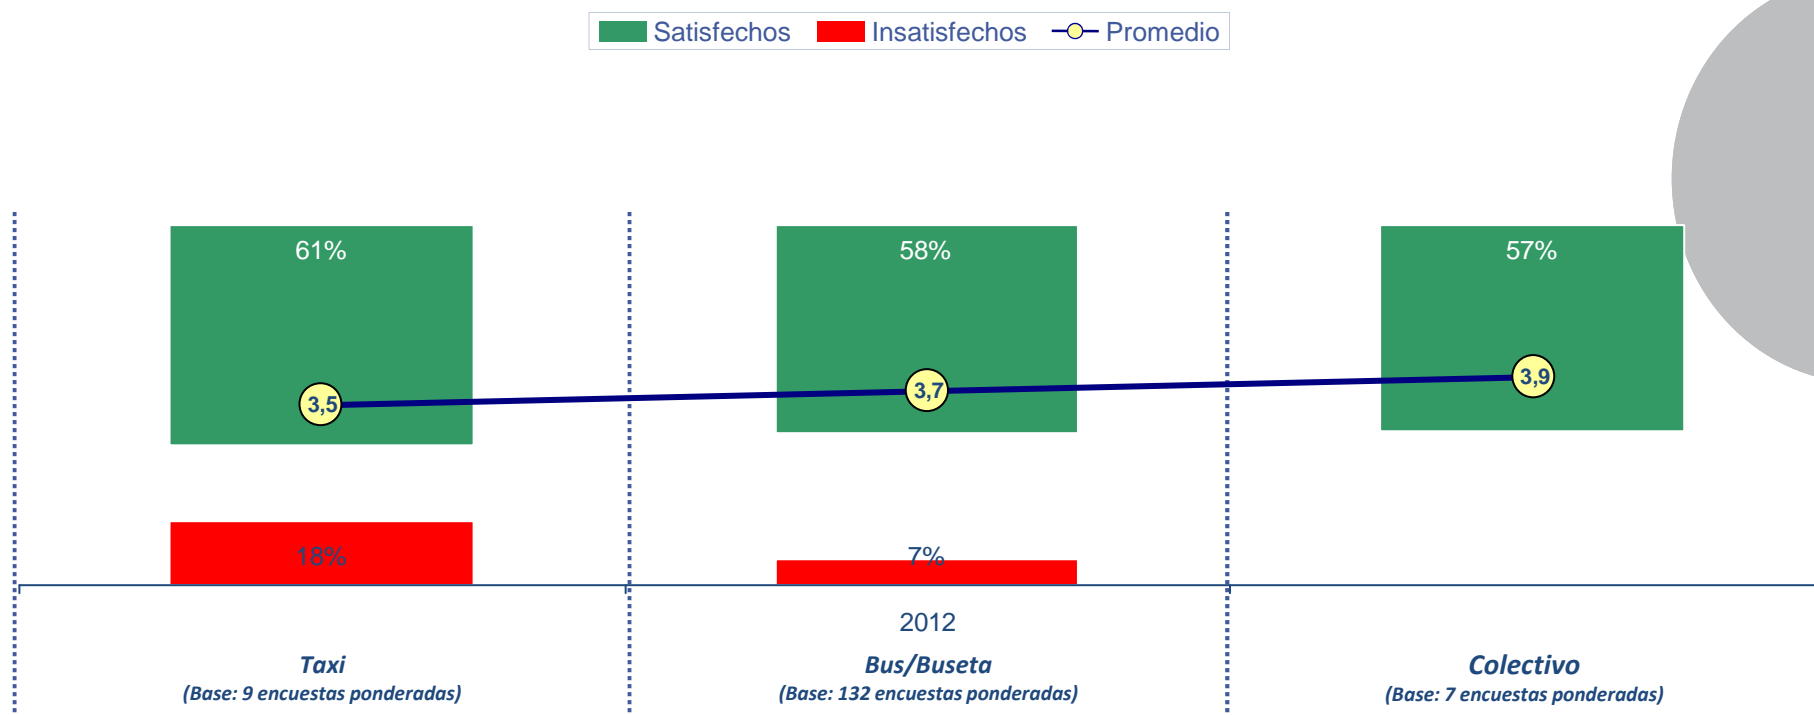 Satisfechos Insatisfechos Promedio
61% 58% 57%
3,5 3,7 3,9
18% 7%
2012
Taxi Bus/Buseta Colectivo
(Base: 9 encuestas ponderadas) (Base: 132 encuestas ponderadas) (Base: 7 encuestas ponderadas)